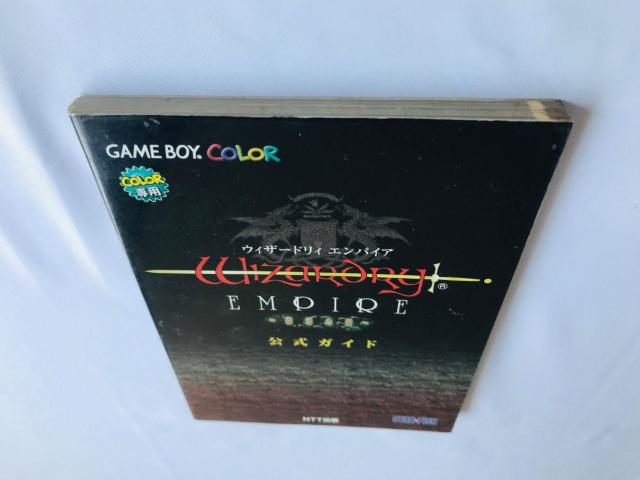 GAME BOY COLOR
COLOR
専用
ウィザードリィ エンパイア
Wizardry®
EMPIRE
公式ガイド
NTT出版